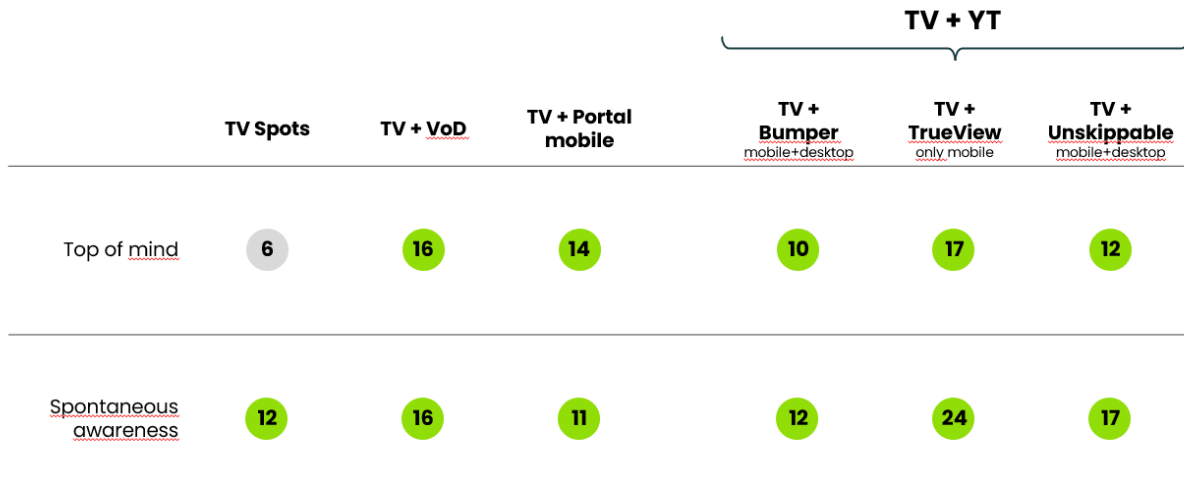 TV + YT
TV Spots
TV + VoD
TV + Portal
mobile
TV +
Bumper
mobile+desktop
TV +
TrueView
only mobile
TV +
Unskippable
mobile+desktop
Top of mind
6
16
14
10
17
12
Spontaneous
awareness
12
16
11
12
24
17